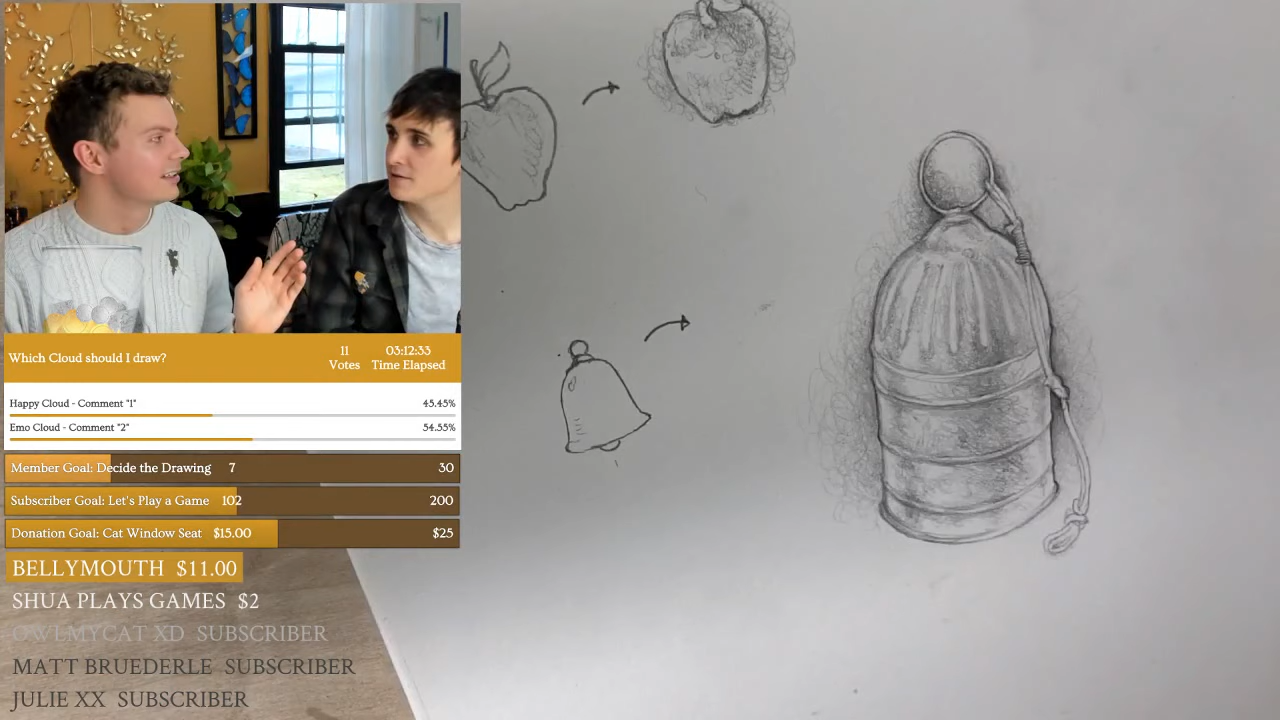 Which Cloud should I draw?
11 Votes
03:12:33 Time Elapsed
Happy Cloud - Comment "1" 45.45%
Emo Cloud - Comment "2" 54.55%
Member Goal: Decide the Drawing 7 30
Subscriber Goal: Let's Play a Game 102 200
Donation Goal: Cat Window Seat $15.00 $25
BELLYMOUTH $11.00
SHUA PLAYS GAMES $2
OWLMYCAT XD SUBSCRIBER
MATT BRUEDERLE SUBSCRIBER
JULIE XX SUBSCRIBER